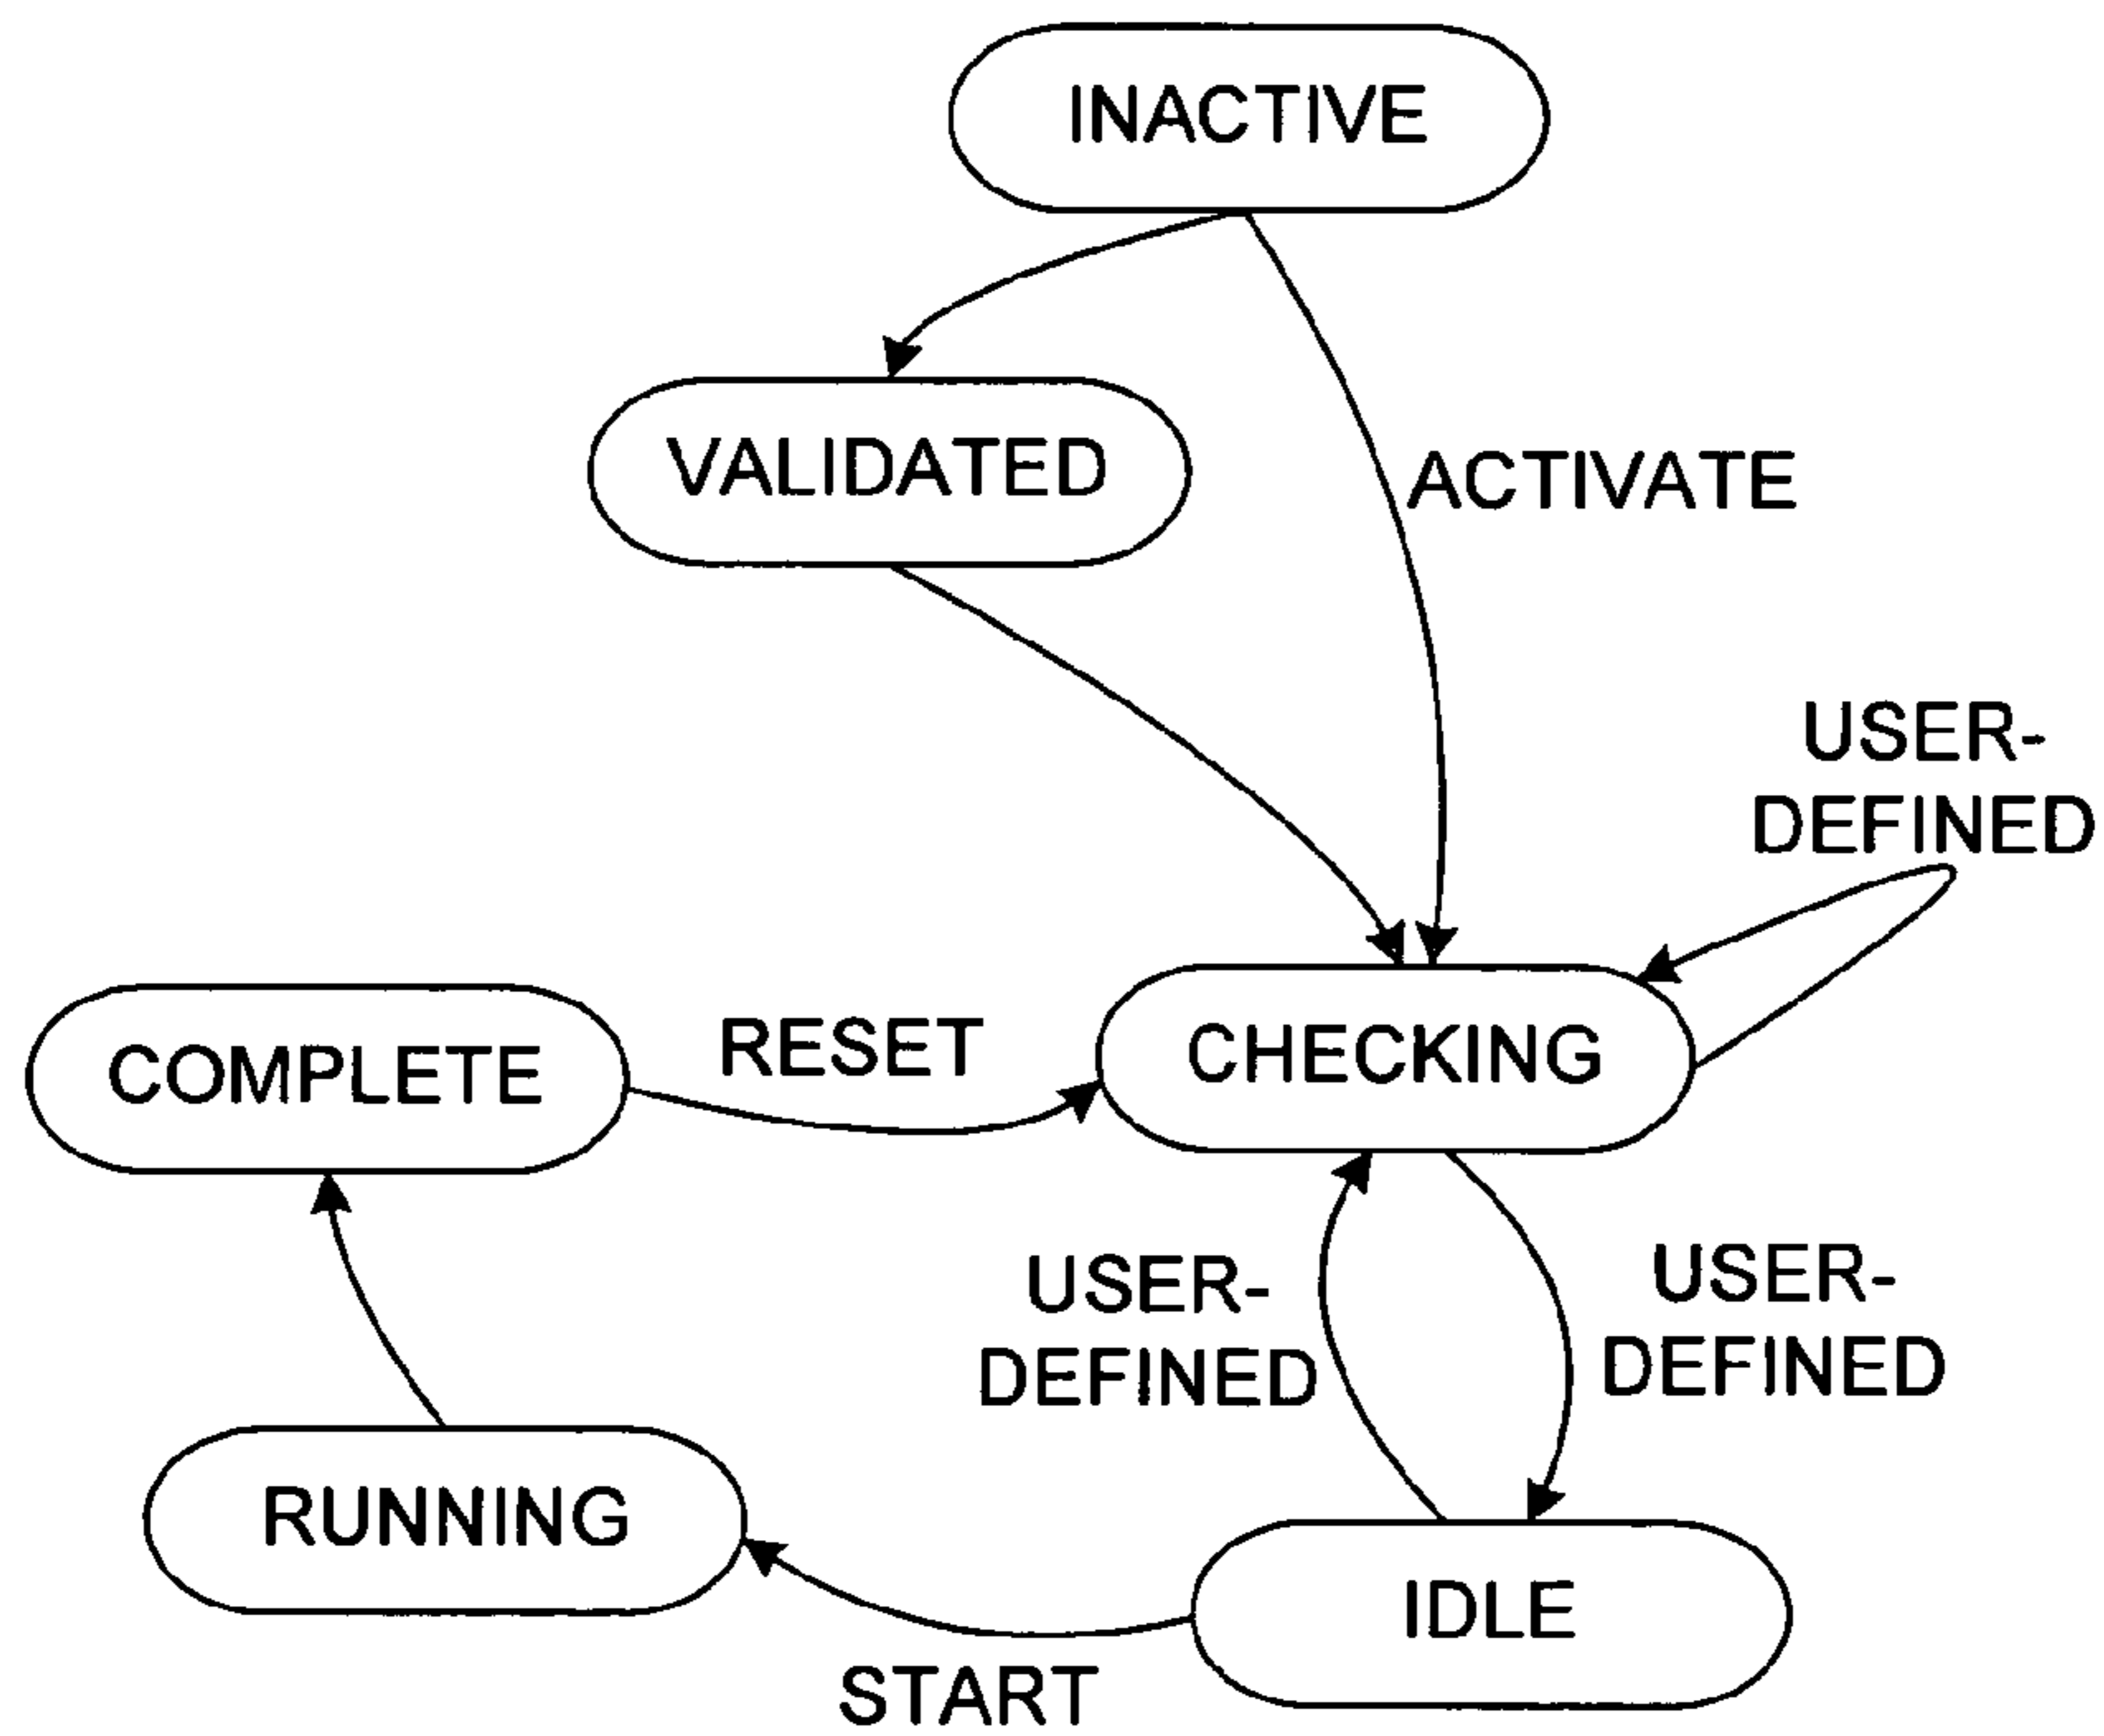 INACTIVE
VALIDATED
ACTIVATE
USER-
DEFINED
COMPLETE
RESET
CHECKING
USER-
DEFINED
USER-
DEFINED
RUNNING
IDLE
START